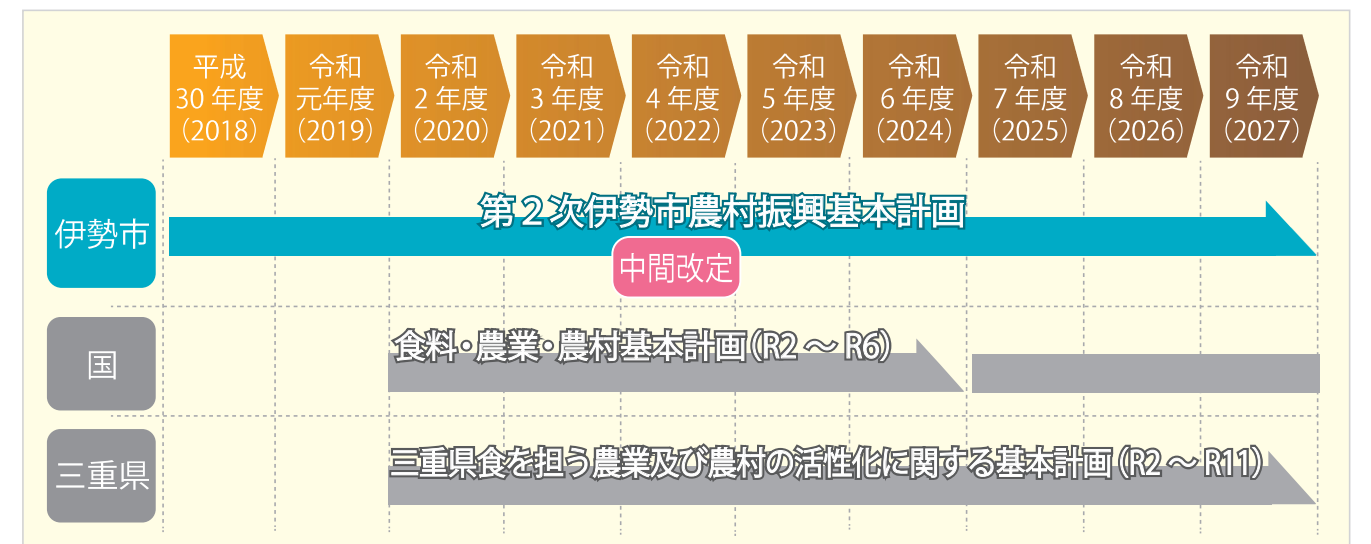 平成
30 年度
（2018）
令和
元年度
（2019）
令和
2 年度
（2020）
令和
3 年度
（2021）
令和
4 年度
（2022）
令和
5 年度
（2023）
令和
6 年度
（2024）
令和
7 年度
（2025）
令和
8 年度
（2026）
令和
9 年度
（2027）
伊勢市
第２次伊勢市農村振興基本計画
中間改定
国
食料・農業・農村基本計画（R2 ～ R6）
三重県
三重県食を担う農業及び農村の活性化に関する基本計画（R2 ～ R11）